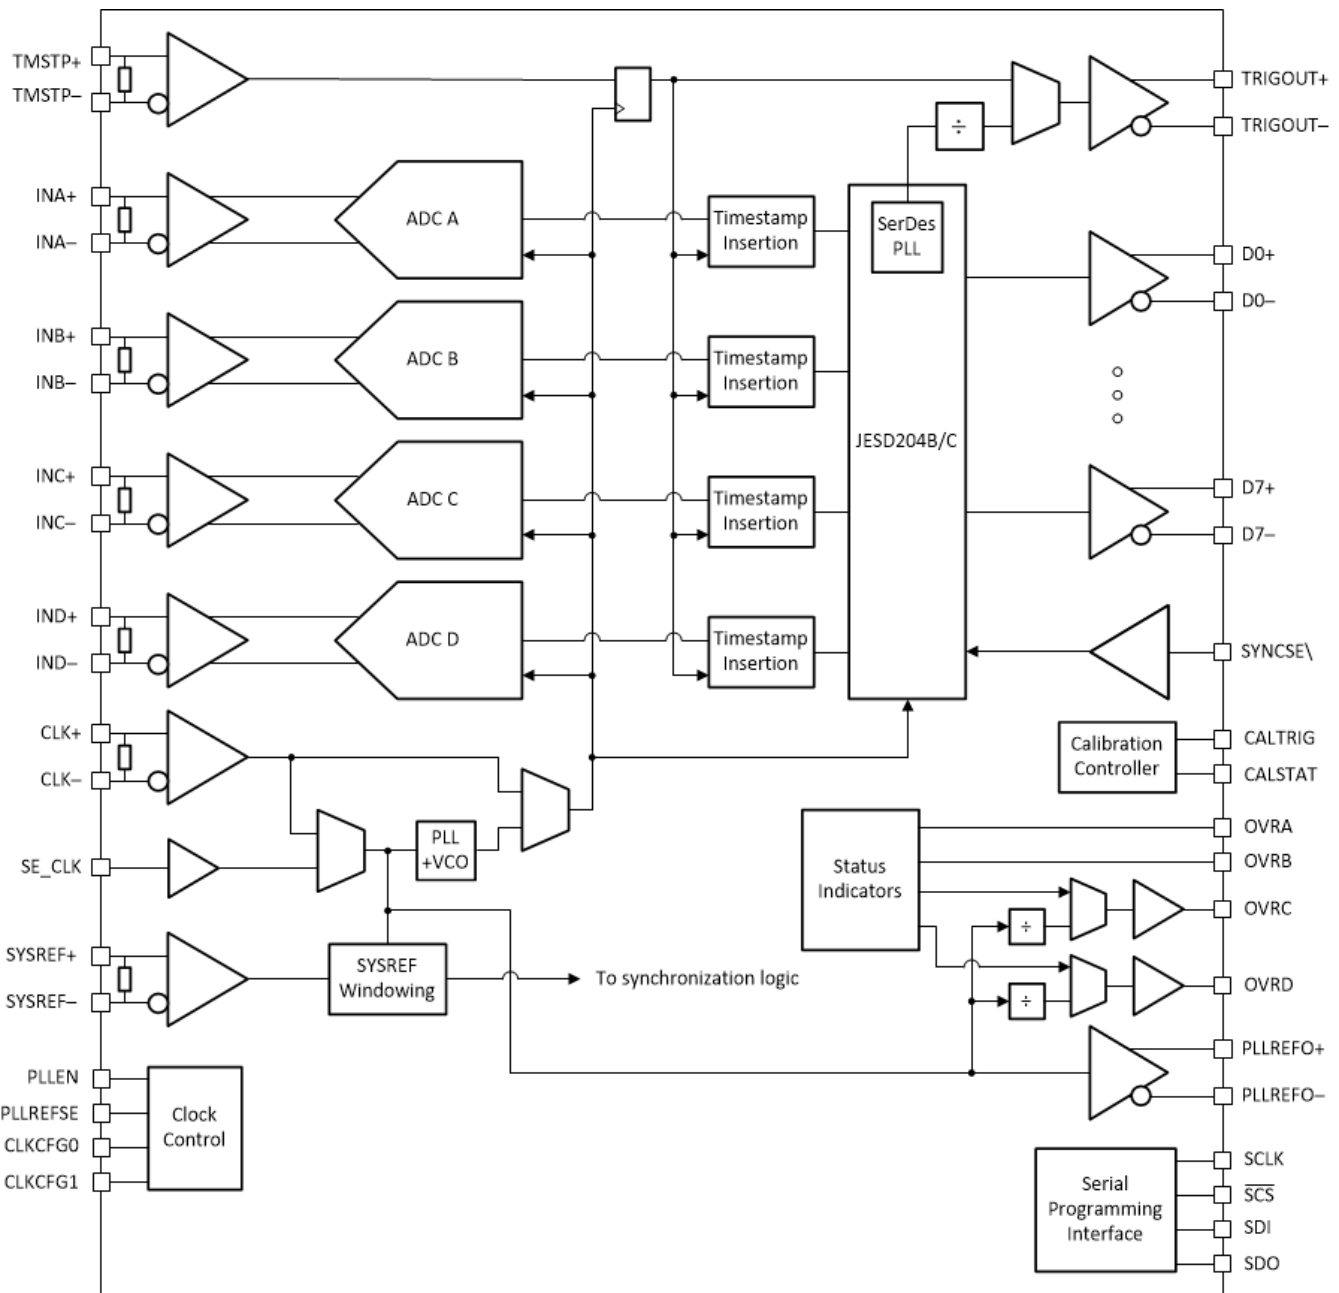 TMSTP+
TMSTP–
TRIGOUT+
TRIGOUT–
÷
INA+
INA–
ADC A
Timestamp
Insertion
SerDes
PLL
D0+
D0–
INB+
INB–
ADC B
Timestamp
Insertion
JESD204B/C
INC+
INC–
ADC C
Timestamp
Insertion
D7+
D7–
IND+
IND–
ADC D
Timestamp
Insertion
SYNCSE\
CLK+
CLK–
Calibration
Controller
CALTRIG
CALSTAT
PLL
+VCO
SE_CLK
Status
Indicators
OVRA
OVRB
OVRC
÷
OVRD
÷
SYSREF+
SYSREF–
SYSREF
Windowing
To synchronization logic
PLLREFO+
PLLREFO–
PLLEN
PLLREFSE
CLKCFG0
CLKCFG1
Clock
Control
Serial
Programming
Interface
SCLK
SCS
SDI
SDO